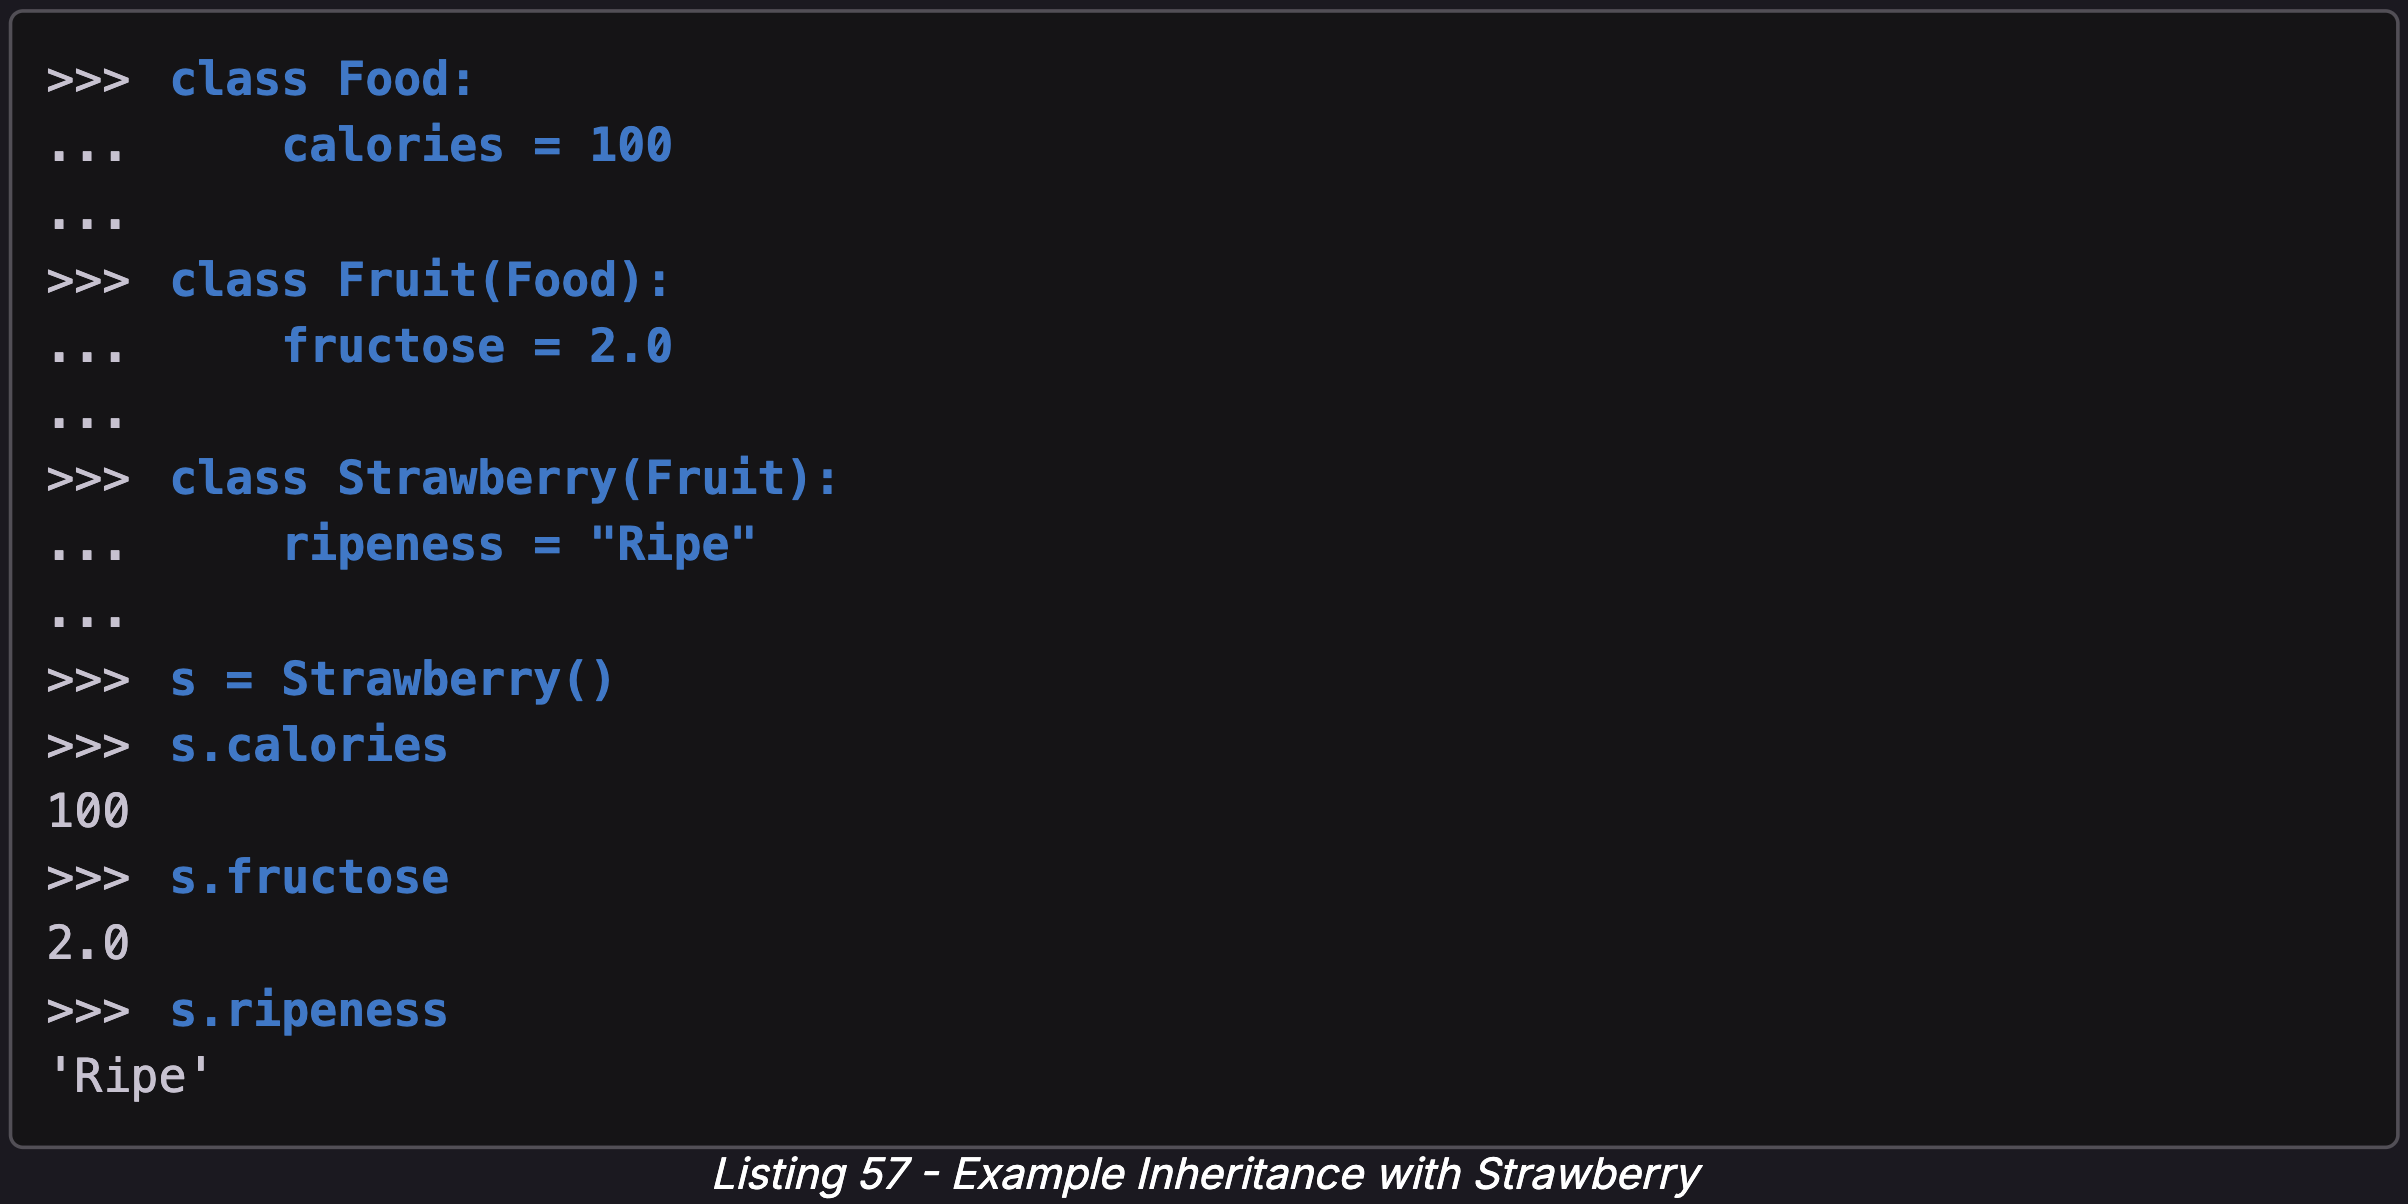 >>> class Food:
...     calories = 100
...
>>> class Fruit(Food):
...     fructose = 2.0
...
>>> class Strawberry(Fruit):
...     ripeness = "Ripe"
...
>>> s = Strawberry()
>>> s.calories
100
>>> s.fructose
2.0
>>> s.ripeness
'Ripe'
Listing 57 - Example Inheritance with Strawberry